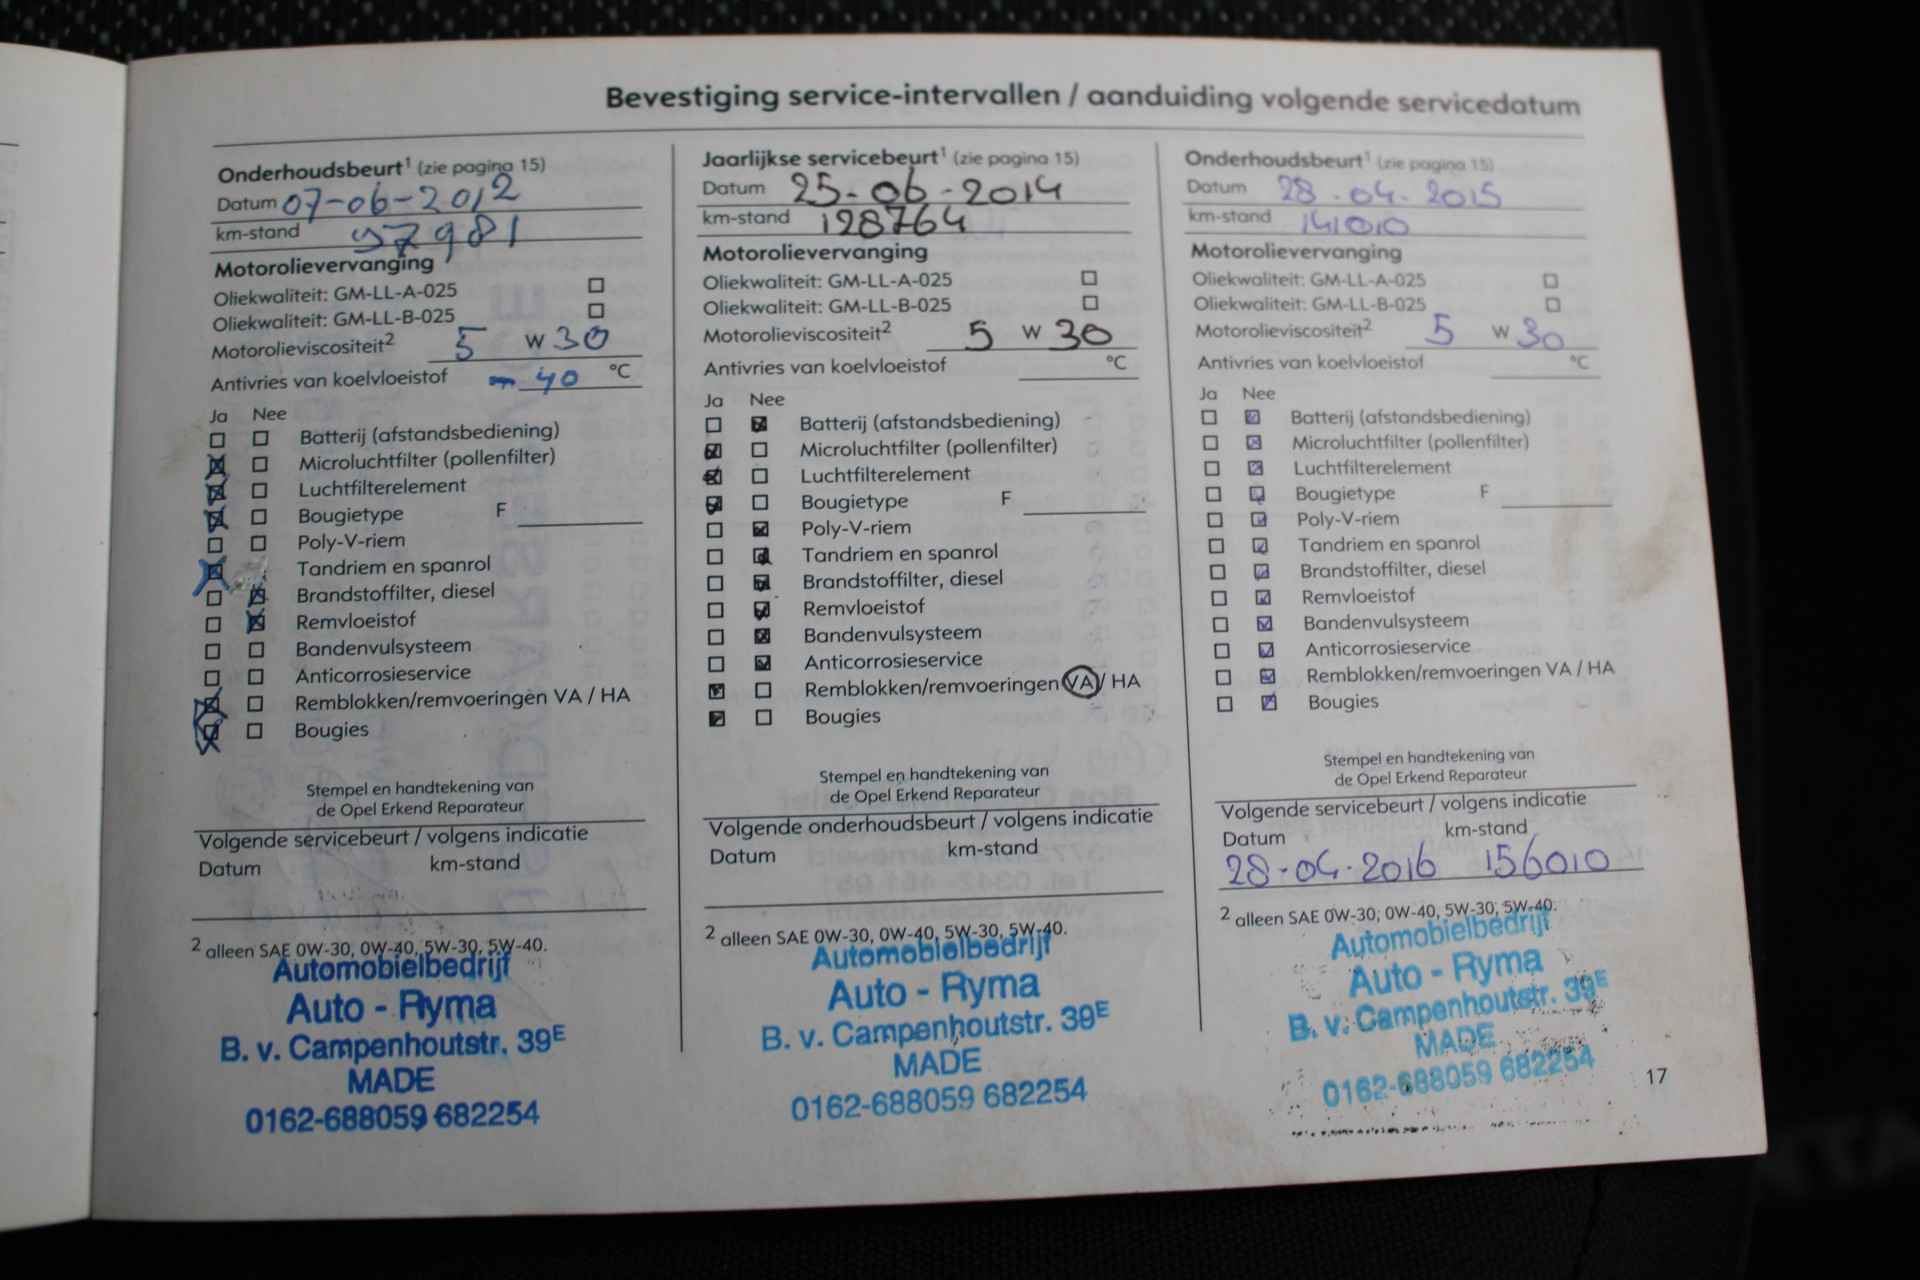 Bevestiging service-intervallen / aanduiding volgende servicedatum
Onderhoudsbeurt¹ (zie pagina 15)
Datum 07-06-2012
km-stand 97981
Motorolievervanging
Oliekwaliteit: GM-LL-A-025
Oliekwaliteit: GM-LL-B-025
Motorolieviscositeit² 5 W 30
Antivries van koelvloeistof -40 °C
Ja Nee
Batterij (afstandsbediening)
Microluchtfilter (pollenfilter)
Luchtfilterelement
Bougietype F
Poly-V-riem
Tandriem en spanrol
Brandstoffilter, diesel
Remvloeistof
Bandenvulsysteem
Anticorrosieservice
Remblokken/remvoeringen VA / HA
Bougies
Stempel en handtekening van
de Opel Erkend Reparateur
Volgende servicebeurt / volgens indicatie
Datum km-stand
² alleen SAE 0W-30, 0W-40, 5W-30, 5W-40.
Automobielbedrijf
Auto - Ryma
B. v. Campenhoutstr. 39E
MADE
0162-688059 682254
Jaarlijkse servicebeurt¹ (zie pagina 15)
Datum 25-06-2014
km-stand 128764
Motorolievervanging
Oliekwaliteit: GM-LL-A-025
Oliekwaliteit: GM-LL-B-025
Motorolieviscositeit² 5 W 30
Antivries van koelvloeistof °C
Ja Nee
Batterij (afstandsbediening)
Microluchtfilter (pollenfilter)
Luchtfilterelement
Bougietype F
Poly-V-riem
Tandriem en spanrol
Brandstoffilter, diesel
Remvloeistof
Bandenvulsysteem
Anticorrosieservice
Remblokken/remvoeringen VA / HA
Bougies
Stempel en handtekening van
de Opel Erkend Reparateur
Volgende onderhoudsbeurt / volgens indicatie
Datum km-stand
² alleen SAE 0W-30, 0W-40, 5W-30, 5W-40.
Automobielbedrijf
Auto - Ryma
B. v. Campenhoutstr. 39E
MADE
0162-688059 682254
Onderhoudsbeurt¹ (zie pagina 15)
Datum 28-04-2015
km-stand 141010
Motorolievervanging
Oliekwaliteit: GM-LL-A-025
Oliekwaliteit: GM-LL-B-025
Motorolieviscositeit² 5 W 30
Antivries van koelvloeistof °C
Ja Nee
Batterij (afstandsbediening)
Microluchtfilter (pollenfilter)
Luchtfilterelement
Bougietype F
Poly-V-riem
Tandriem en spanrol
Brandstoffilter, diesel
Remvloeistof
Bandenvulsysteem
Anticorrosieservice
Remblokken/remvoeringen VA / HA
Bougies
Stempel en handtekening van
de Opel Erkend Reparateur
Volgende servicebeurt / volgens indicatie
Datum km-stand
28-04-2016 156010
² alleen SAE 0W-30, 0W-40, 5W-30, 5W-40.
Automobielbedrijf
Auto - Ryma
B. v. Campenhoutstr. 39E
MADE
0162-688059 682254
17